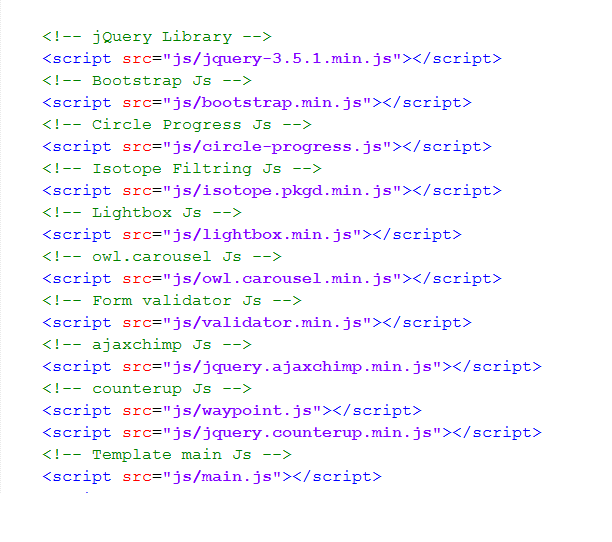 <!-- jQuery Library -->
<script src="js/jquery-3.5.1.min.js"></script>
<!-- Bootstrap Js -->
<script src="js/bootstrap.min.js"></script>
<!-- Circle Progress Js -->
<script src="js/circle-progress.js"></script>
<!-- Isotope Filtring Js -->
<script src="js/isotope.pkgd.min.js"></script>
<!-- Lightbox Js -->
<script src="js/lightbox.min.js"></script>
<!-- owl.carousel Js -->
<script src="js/owl.carousel.min.js"></script>
<!-- Form validator Js -->
<script src="js/validator.min.js"></script>
<!-- ajaxchimp Js -->
<script src="js/jquery.ajaxchimp.min.js"></script>
<!-- counterup Js -->
<script src="js/waypoint.js"></script>
<script src="js/jquery.counterup.min.js"></script>
<!-- Template main Js -->
<script src="js/main.js"></script>